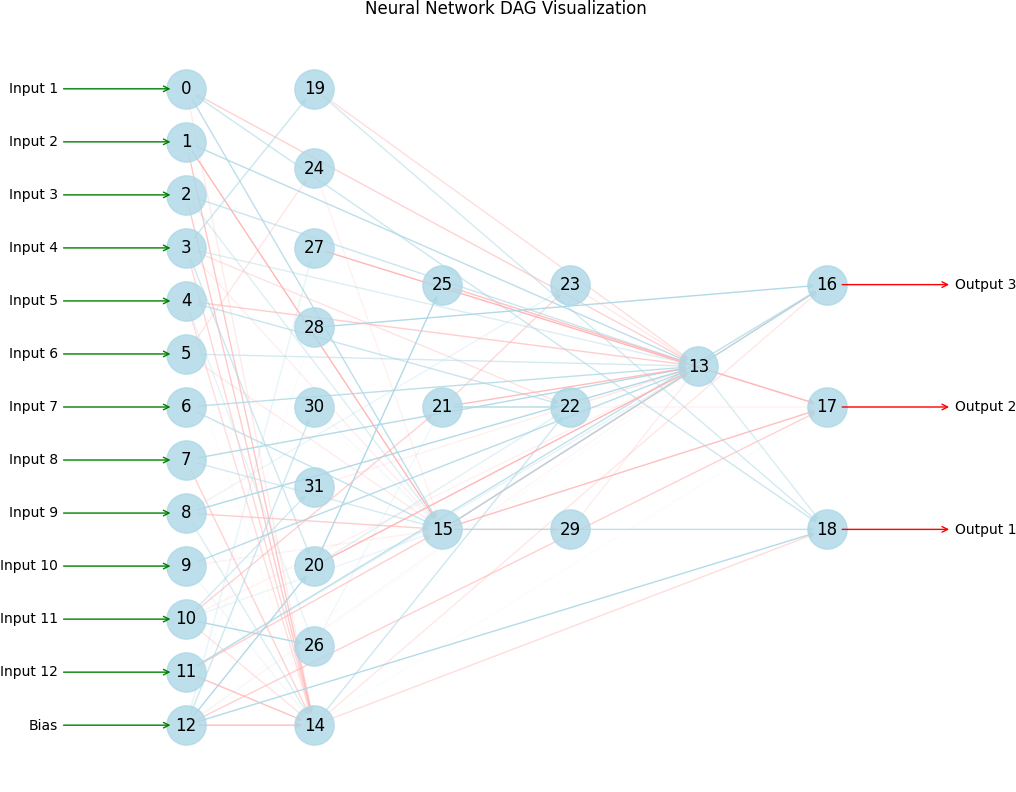 Neural Network DAG Visualization
Input 1 0 19
Input 2 1
24
Input 3 2
Input 4 3 27
25 23 16 Output 3
Input 5 4
28
Input 6 5
13
Input 7 6 30 21 22 17 Output 2
Input 8 7
31
Input 9 8
15 29 18 Output 1
Input 10 9 20
Input 11 10
26
Input 12 11
Bias 12 14